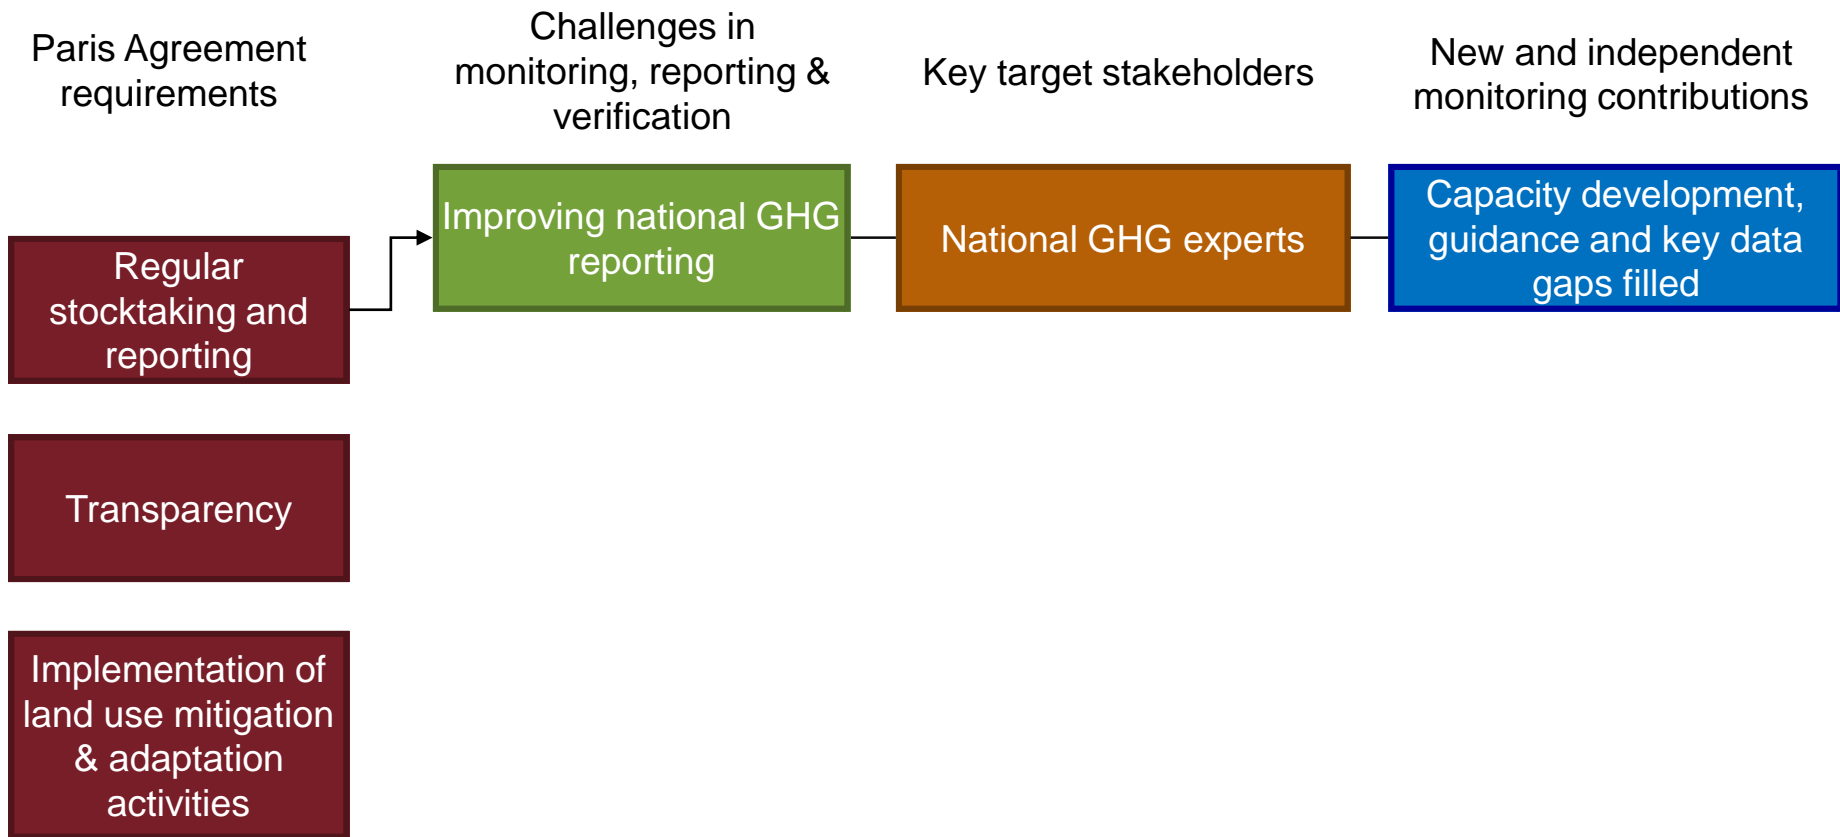 Paris Agreement
requirements
Challenges in
monitoring, reporting &
verification
Key target stakeholders
New and independent
monitoring contributions
Regular
stocktaking and
reporting
Improving national GHG
reporting
National GHG experts
Capacity development,
guidance and key data
gaps filled
Transparency
Implementation of
land use mitigation
& adaptation
activities